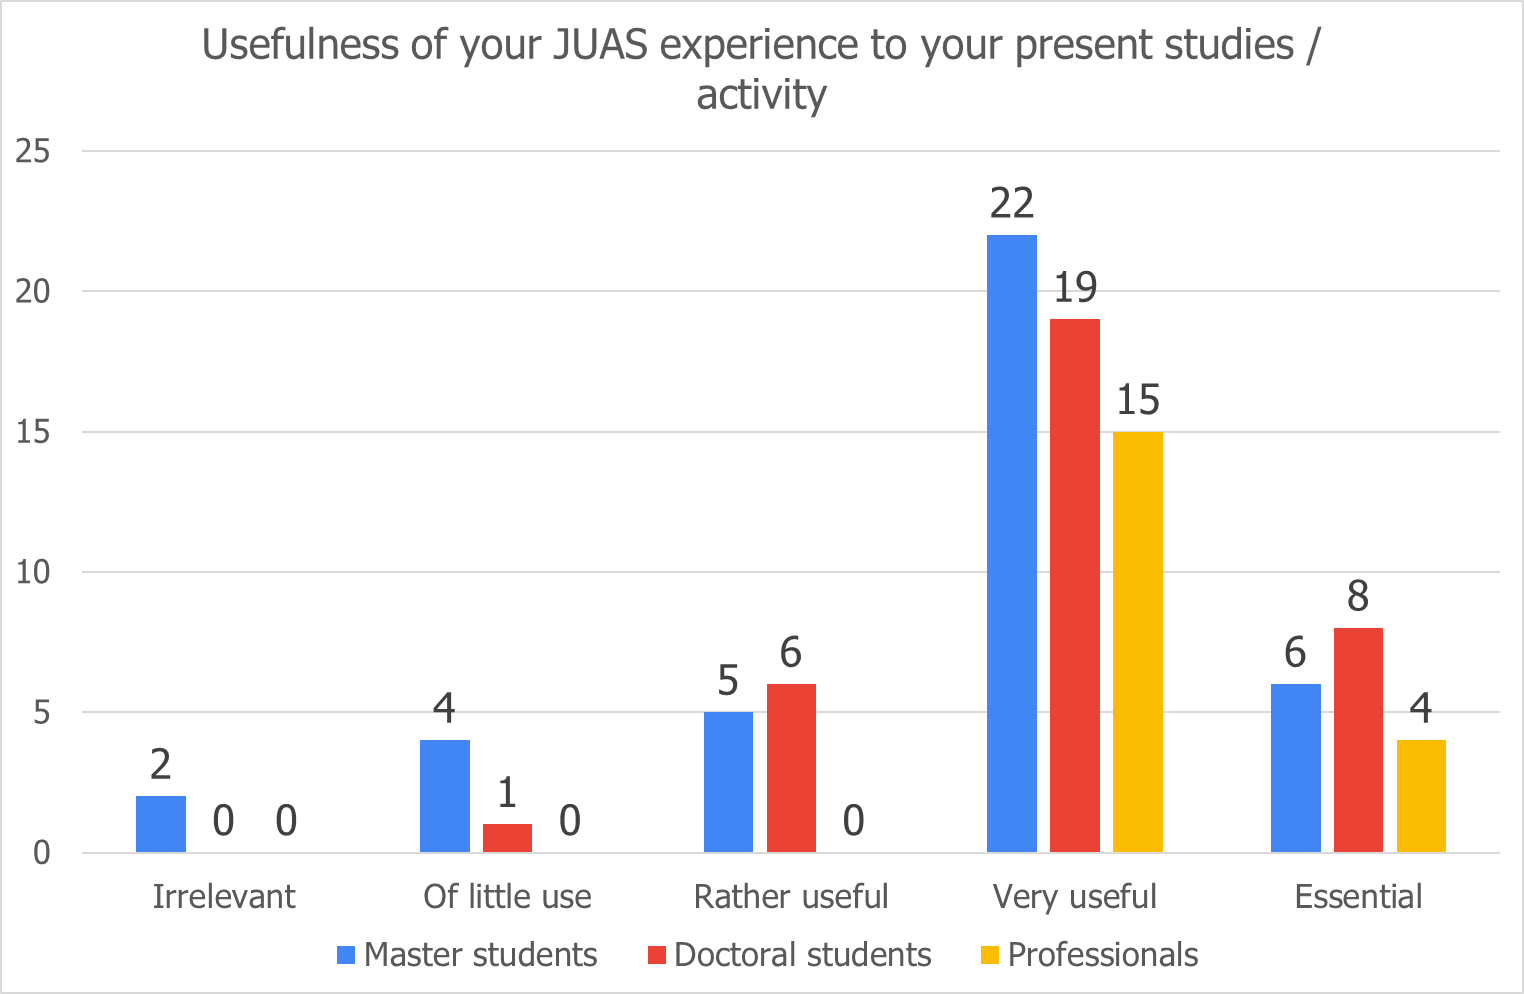 Usefulness of your JUAS experience to your present studies /
activity
25
20
15
10
5
0
2
0
0
4
1
0
5
6
0
22
19
15
6
8
4
Irrelevant
Of little use
Rather useful
Very useful
Essential
Master students
Doctoral students
Professionals